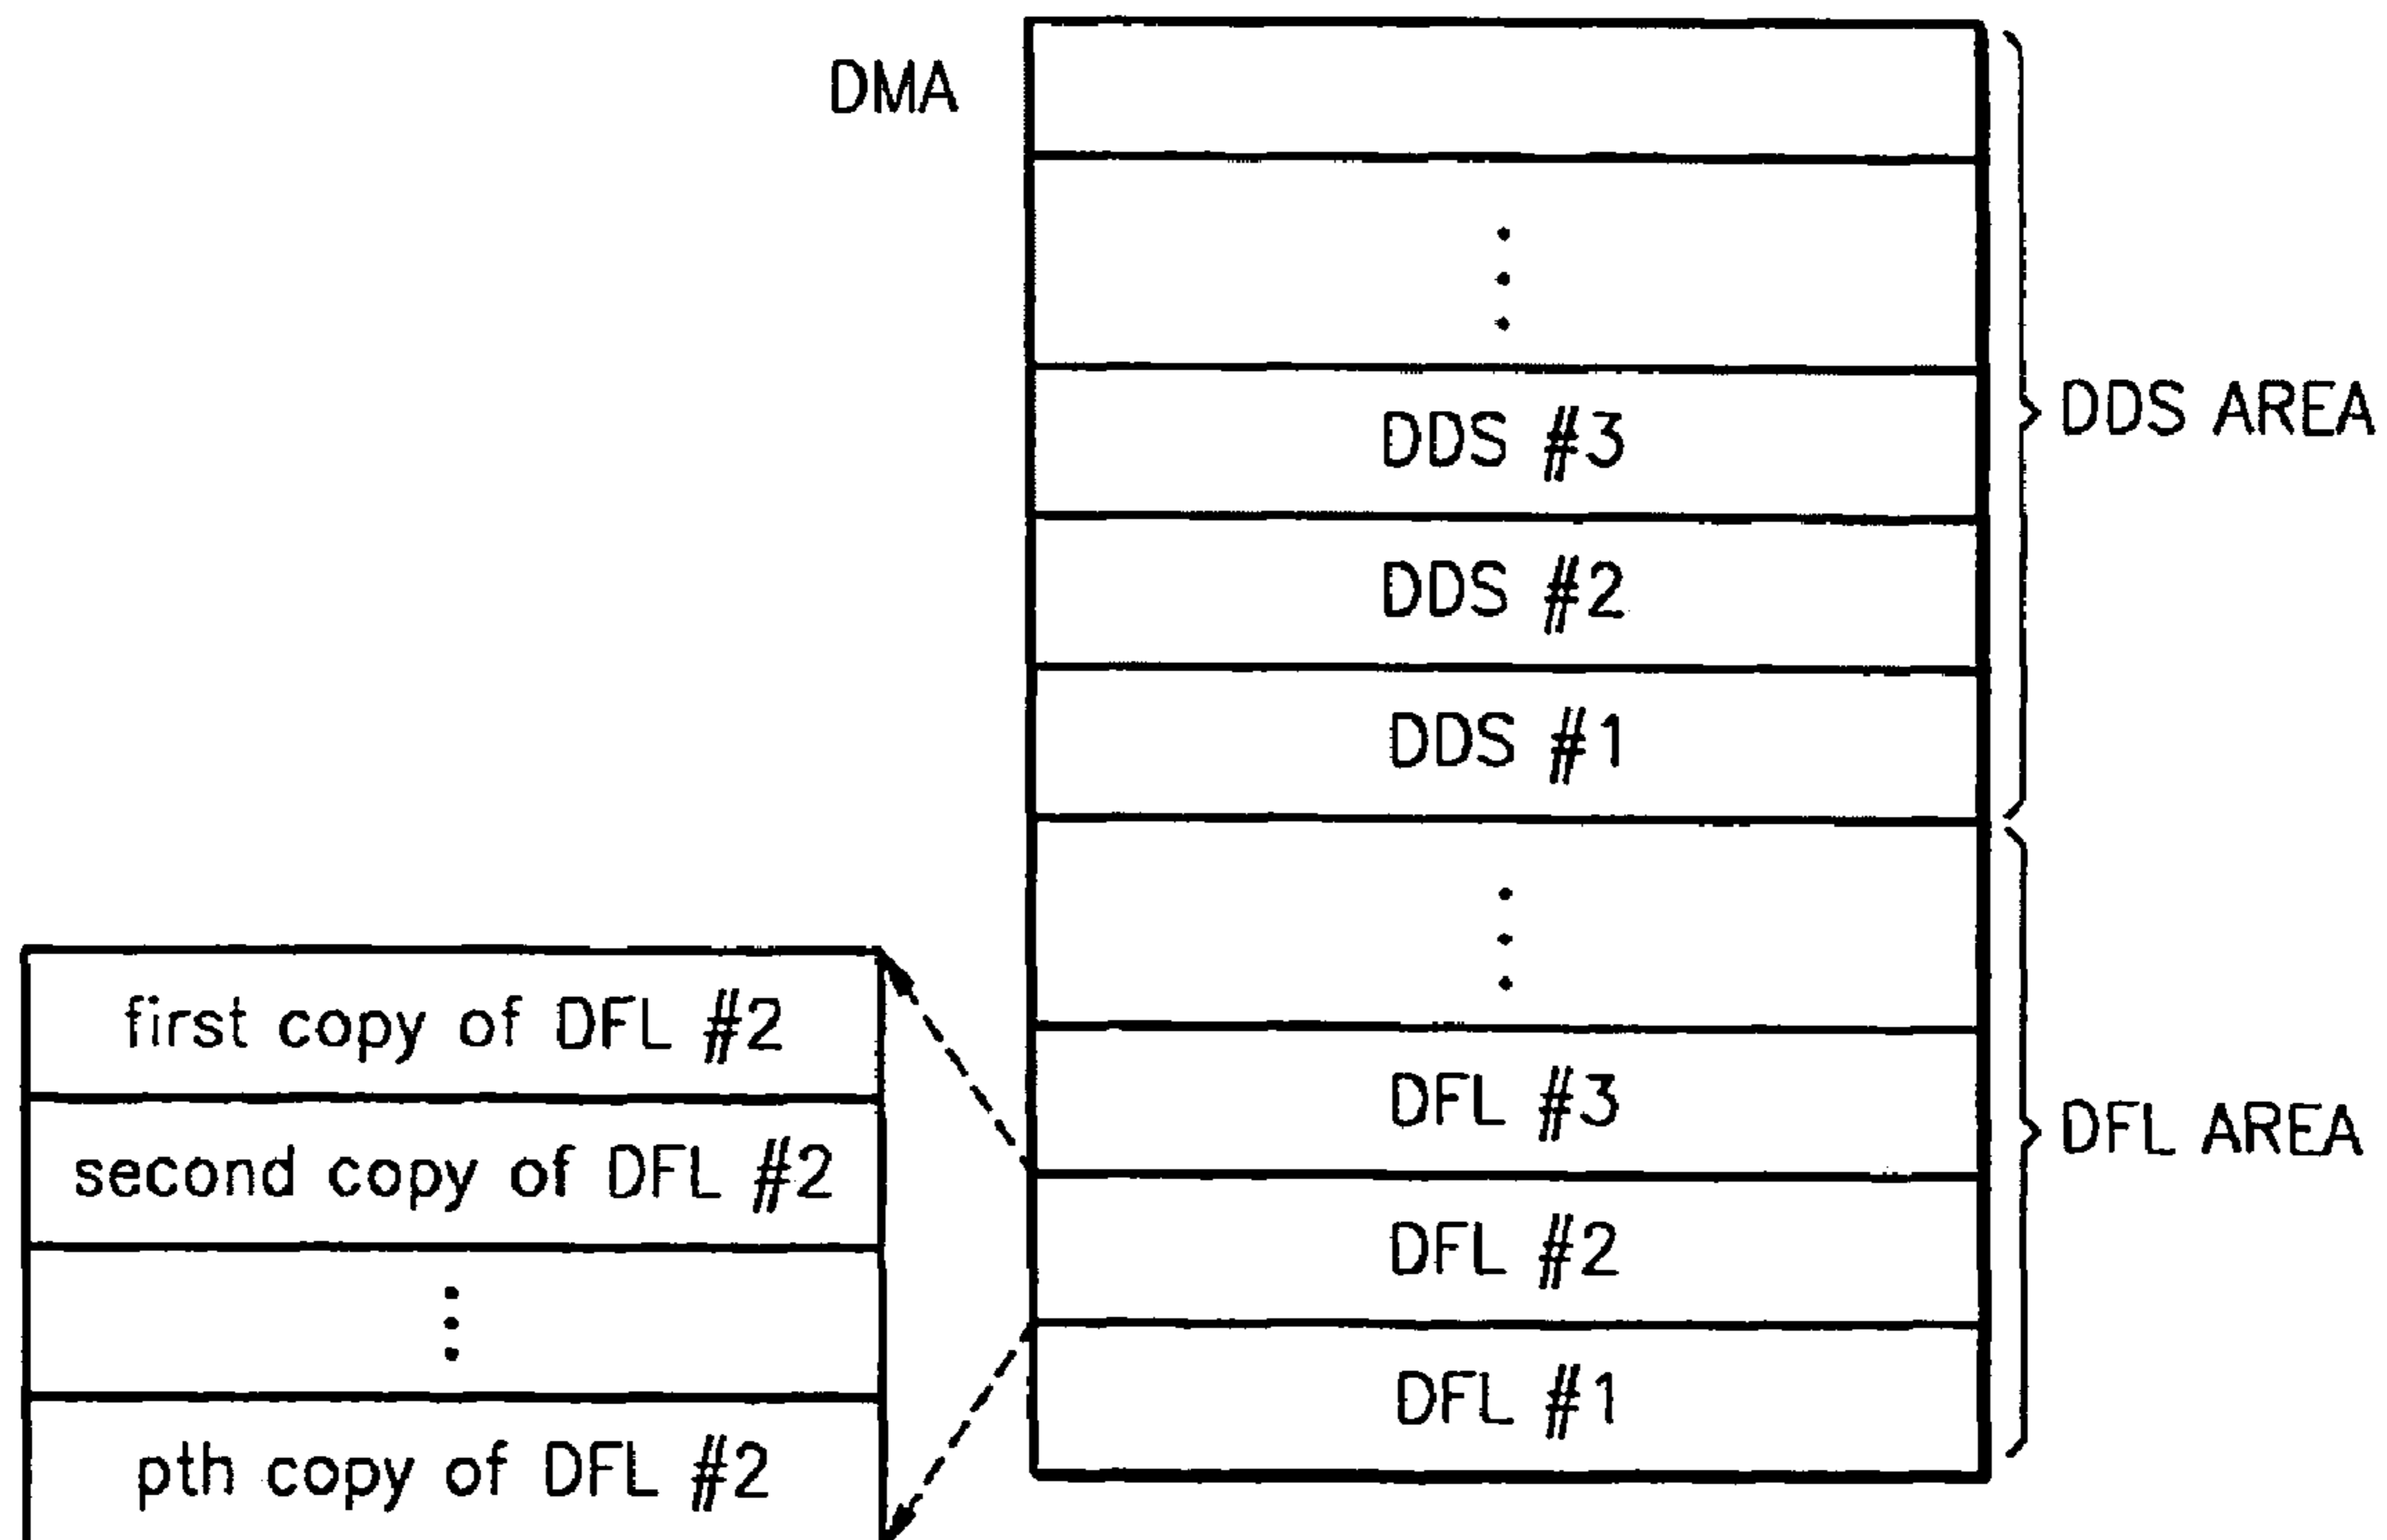 DMA
DDS #3
DDS AREA
DDS #2
DDS #1
first copy of DFL #2
second copy of DFL #2
pth copy of DFL #2
DFL #3
DFL AREA
DFL #2
DFL #1